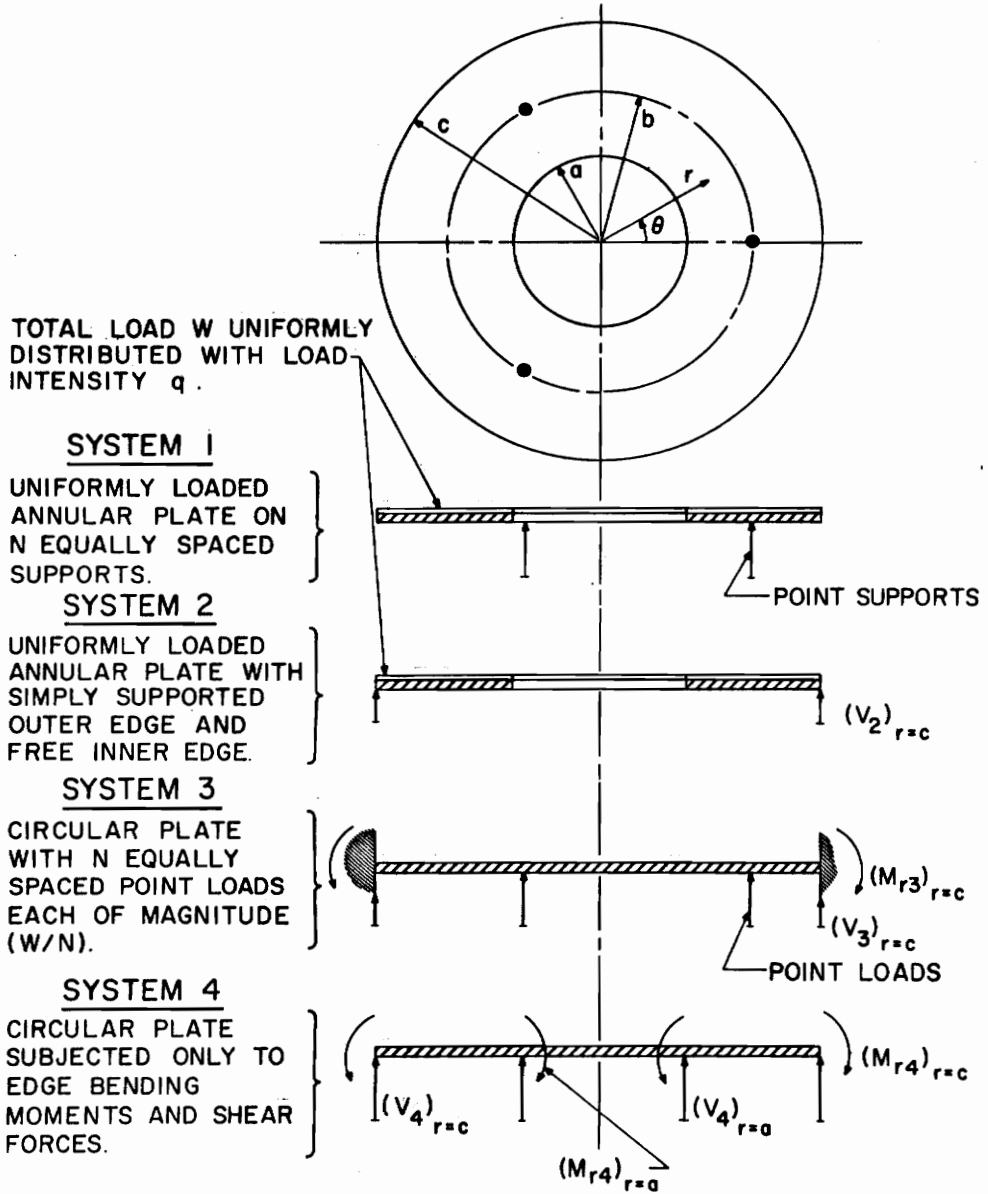 c
b
a
r
θ
TOTAL LOAD W UNIFORMLY
DISTRIBUTED WITH LOAD
INTENSITY q .
SYSTEM 1
UNIFORMLY LOADED
ANNULAR PLATE ON
N EQUALLY SPACED
SUPPORTS.
POINT SUPPORTS
SYSTEM 2
UNIFORMLY LOADED
ANNULAR PLATE WITH
SIMPLY SUPPORTED
OUTER EDGE AND
FREE INNER EDGE.
(V₂)r=c
SYSTEM 3
CIRCULAR PLATE
WITH N EQUALLY
SPACED POINT LOADS
EACH OF MAGNITUDE
(W/N).
(Mr3)r=c
(V₃)r=c
POINT LOADS
SYSTEM 4
CIRCULAR PLATE
SUBJECTED ONLY TO
EDGE BENDING
MOMENTS AND SHEAR
FORCES.
(Mr4)r=c
(V₄)r=c
(V₄)r=a
(Mr4)r=a